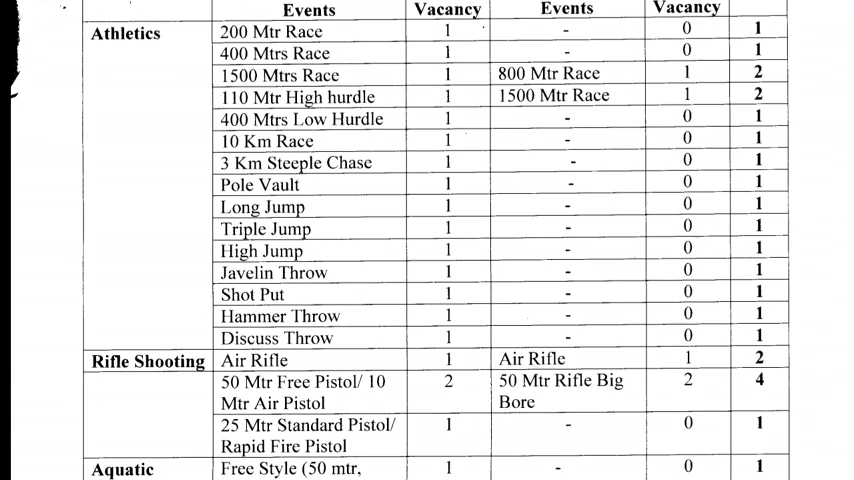 Events Vacancy Events Vacancy
Athletics 200 Mtr Race 1 - 0 1
400 Mtrs Race 1 - 0 1
1500 Mtrs Race 1 800 Mtr Race 1 2
110 Mtr High hurdle 1 1500 Mtr Race 1 2
400 Mtrs Low Hurdle 1 - 0 1
10 Km Race 1 - 0 1
3 Km Steeple Chase 1 - 0 1
Pole Vault 1 - 0 1
Long Jump 1 - 0 1
Triple Jump 1 - 0 1
High Jump 1 - 0 1
Javelin Throw 1 - 0 1
Shot Put 1 - 0 1
Hammer Throw 1 - 0 1
Discuss Throw 1 - 0 1
Rifle Shooting Air Rifle 1 Air Rifle 1 2
50 Mtr Free Pistol/ 10 2 50 Mtr Rifle Big 2 4
Mtr Air Pistol Bore
25 Mtr Standard Pistol/ 1 - 0 1
Rapid Fire Pistol
Aquatic Free Style (50 mtr, 1 - 0 1